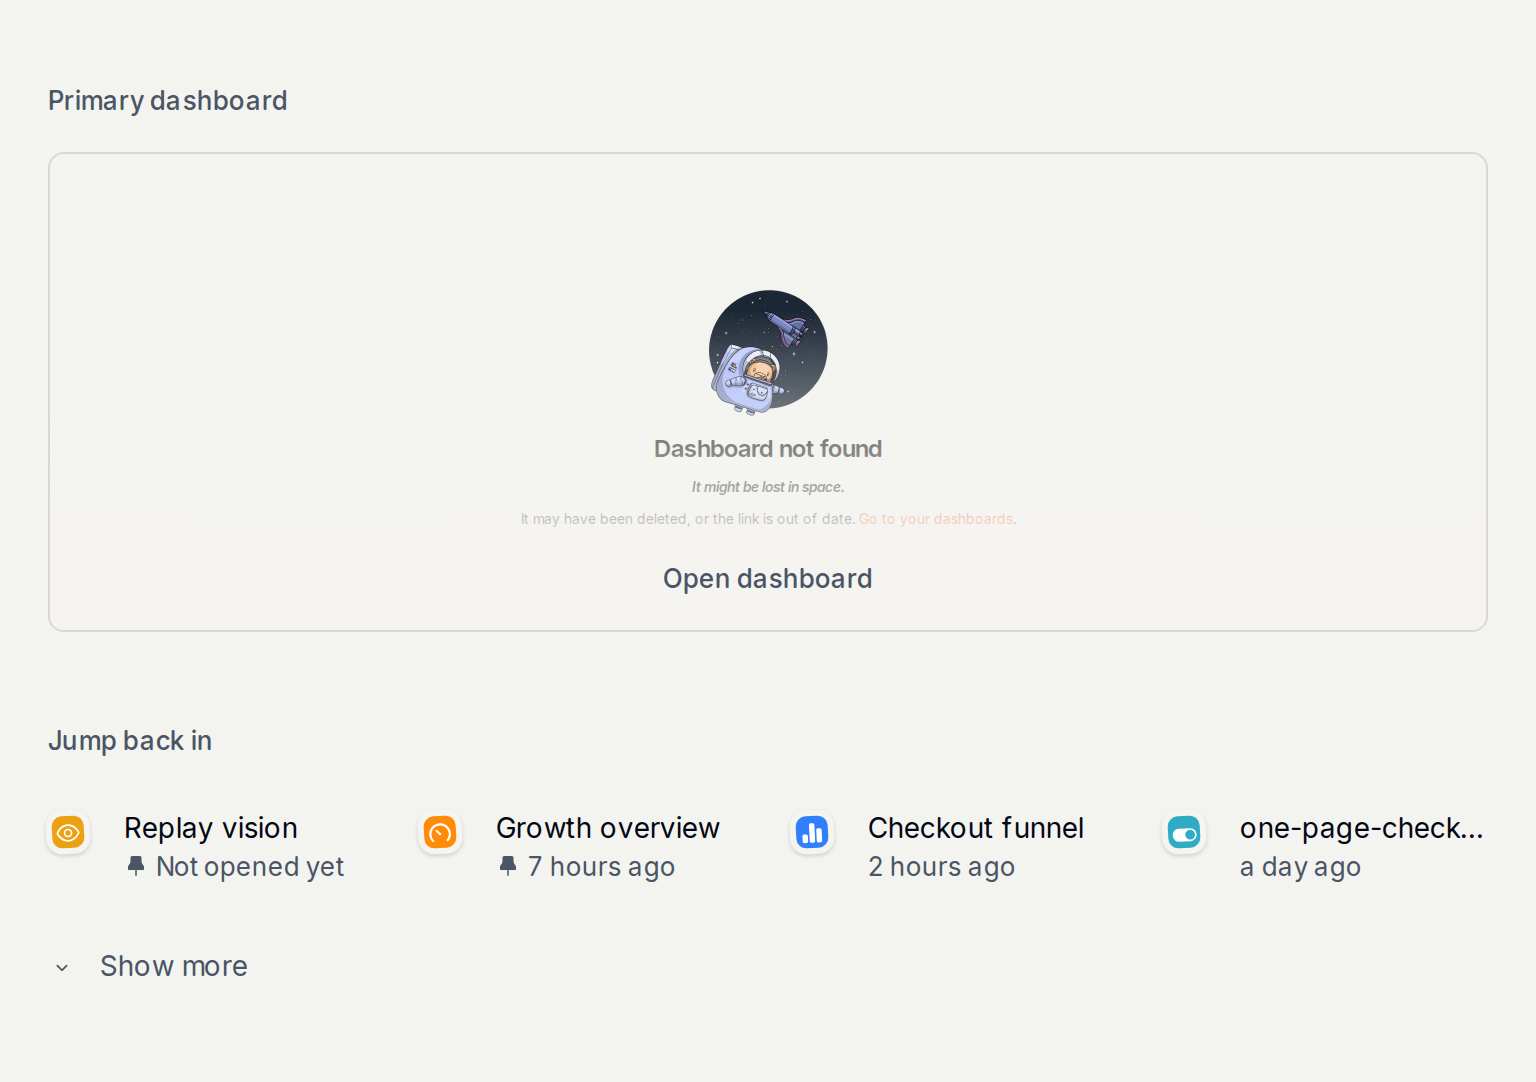 Primary dashboard
Dashboard not found
It might be lost in space.
It may have been deleted, or the link is out of date. Go to your dashboards.
Open dashboard
Jump back in
Replay vision
Not opened yet
Growth overview
7 hours ago
Checkout funnel
2 hours ago
one-page-check...
a day ago
Show more